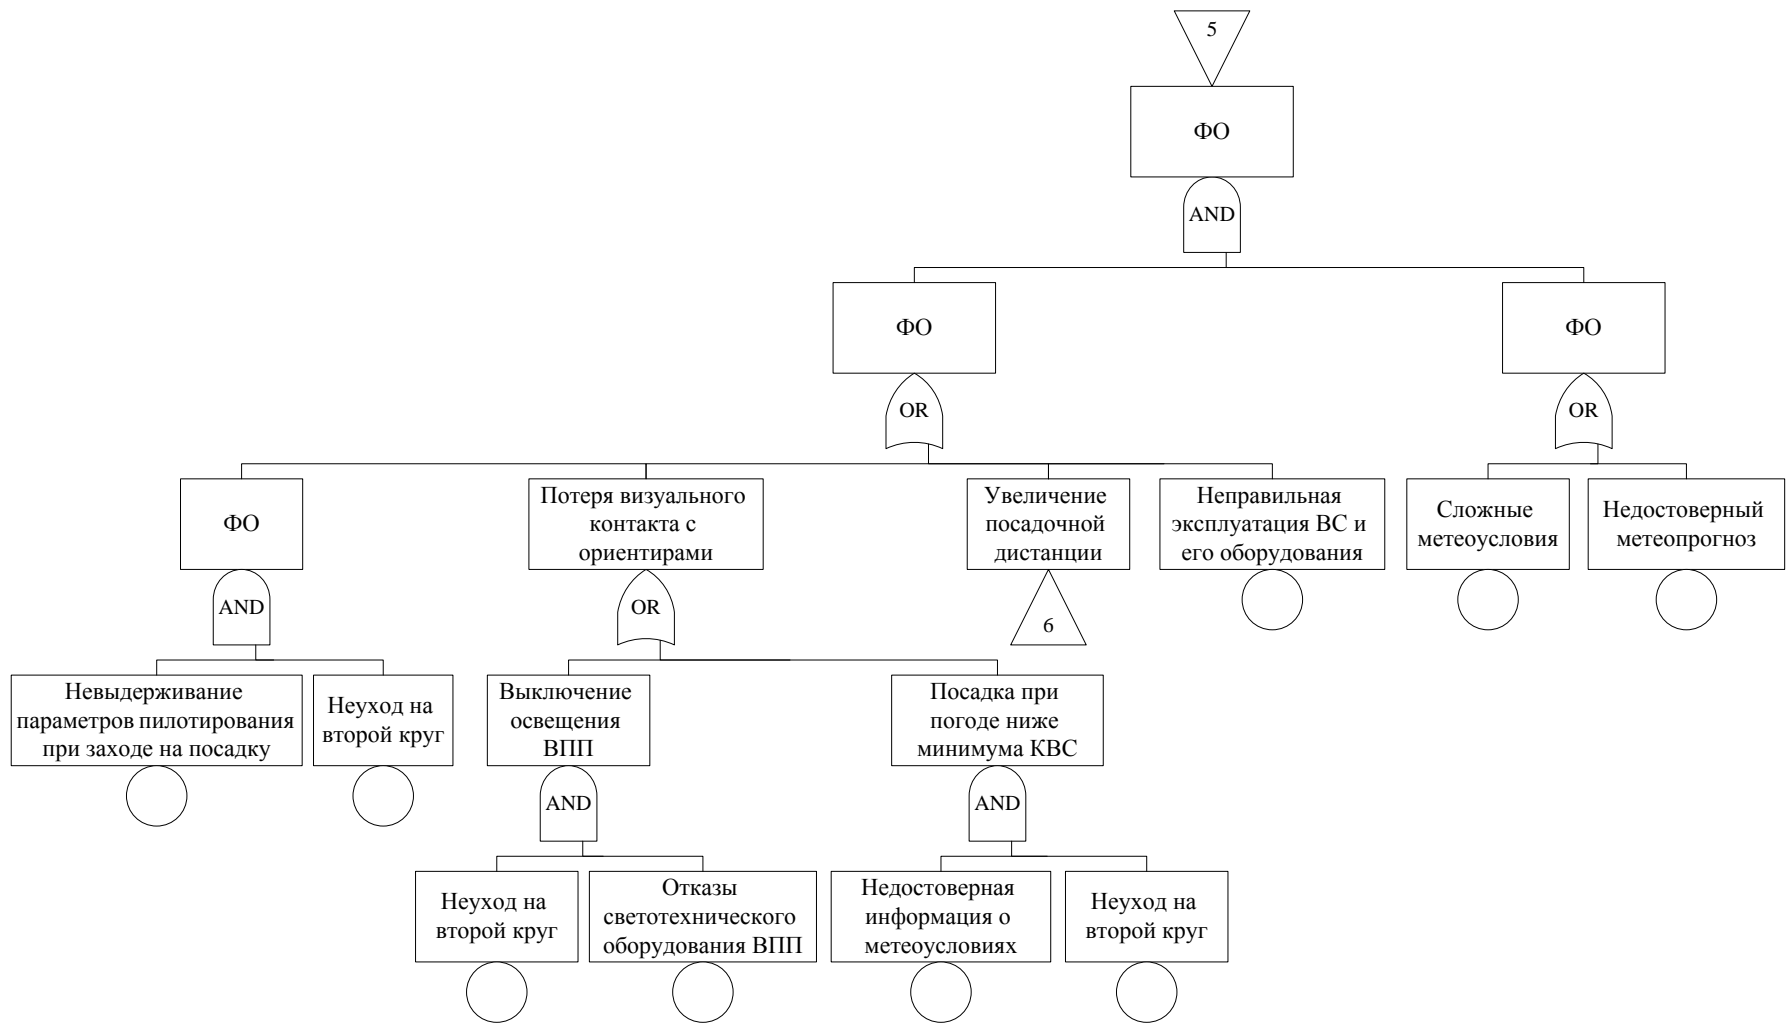 5
ФО
AND
ФО
ФО
OR
OR
ФО
Потеря визуального
контакта с
ориентирами
Увеличение
посадочной
дистанции
Неправильная
эксплуатация ВС и
его оборудования
Сложные
метеоусловия
Недостоверный
метеопрогноз
AND
OR
6
Невыдерживание
параметров пилотирования
при заходе на посадку
Неуход на
второй круг
Выключение
освещения
ВПП
Посадка при
погоде ниже
минимума КВС
AND
AND
Неуход на
второй круг
Отказы
светотехнического
оборудования ВПП
Недостоверная
информация о
метеоусловиях
Неуход на
второй круг